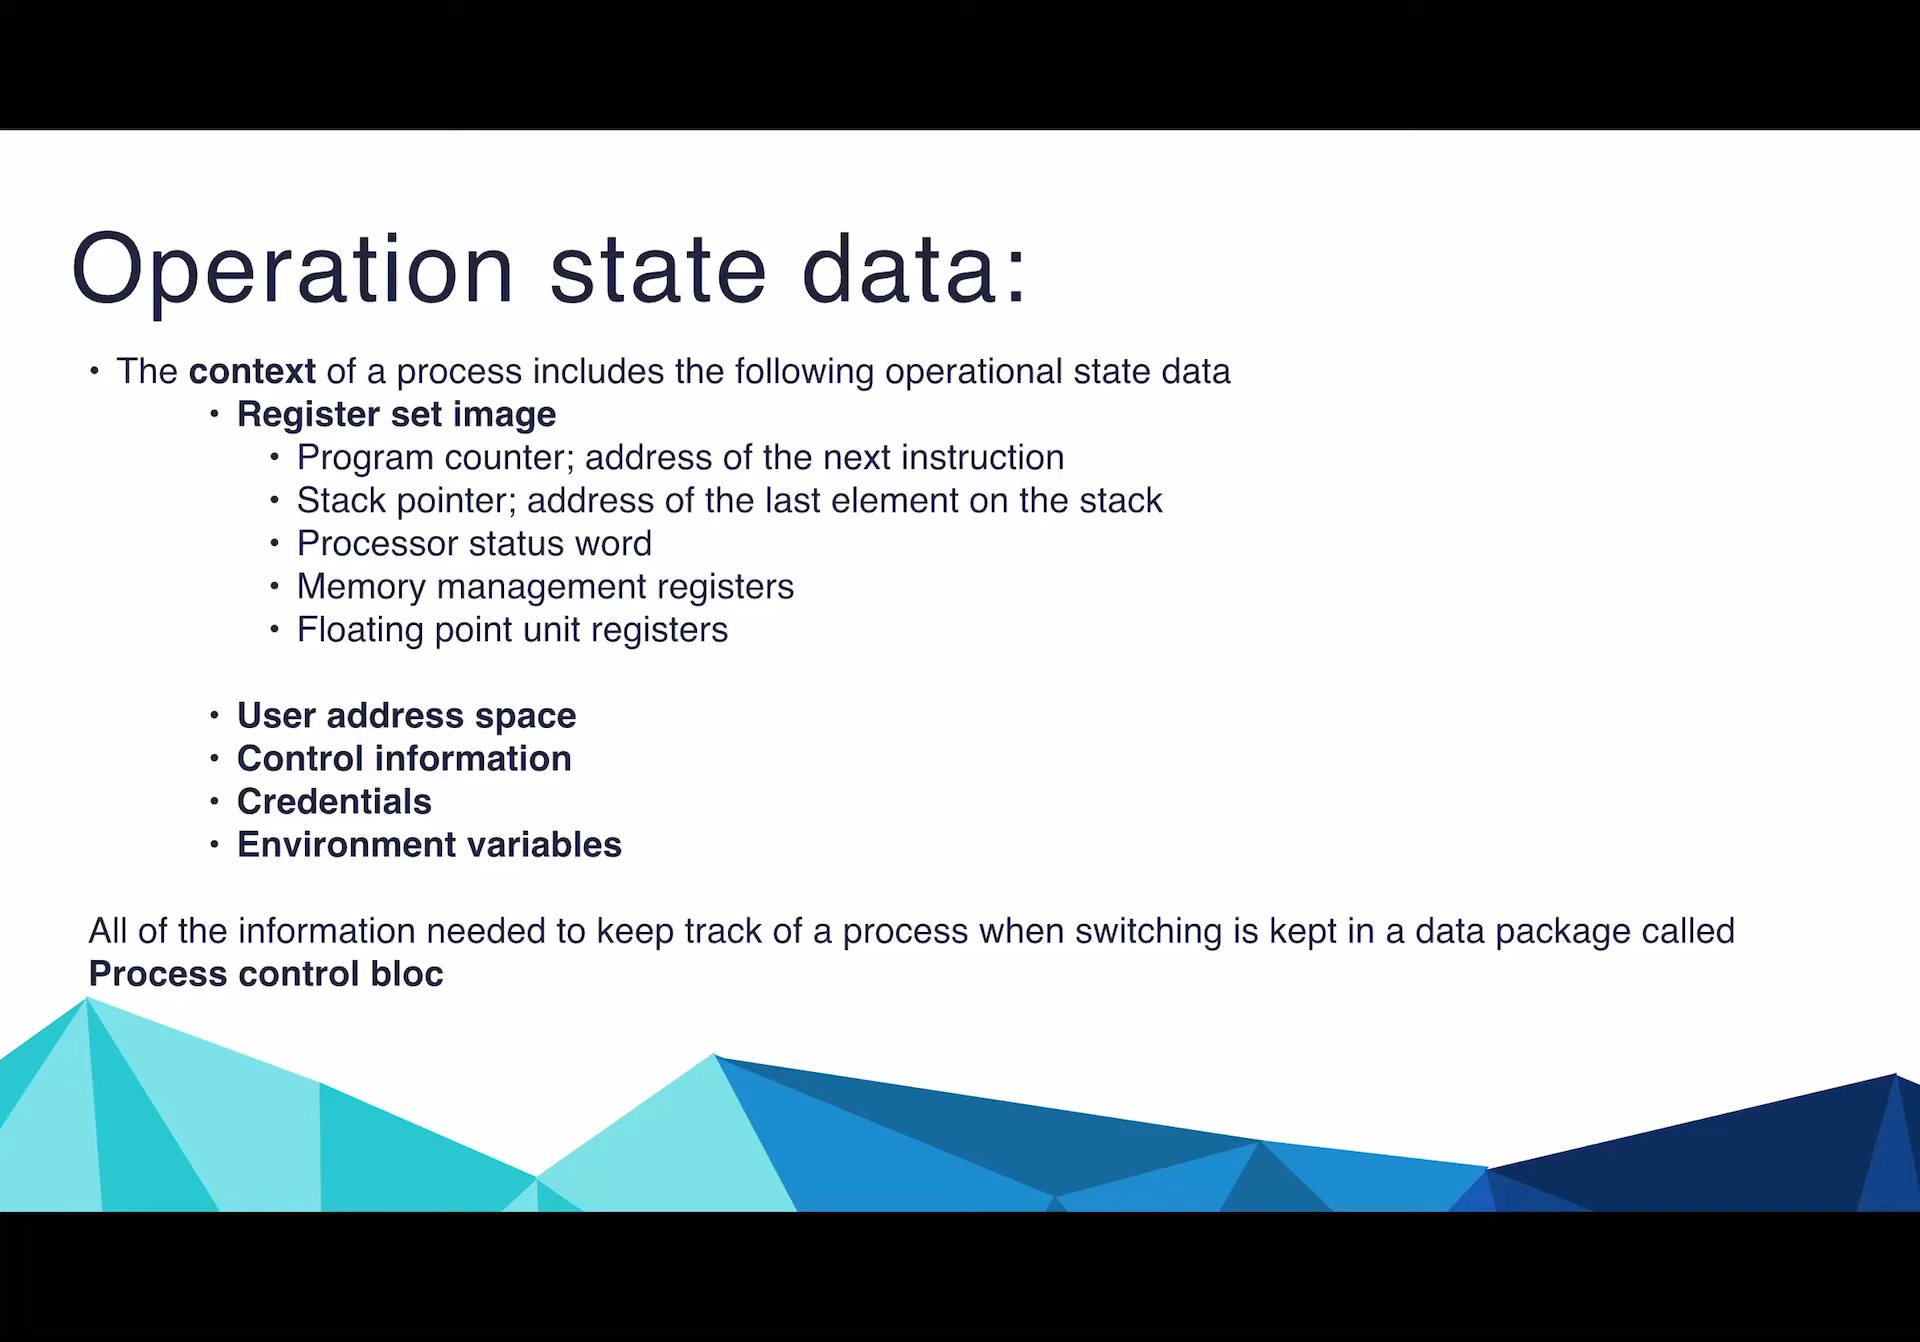 Operation state data:
• The context of a process includes the following operational state data
• Register set image
• Program counter; address of the next instruction
• Stack pointer; address of the last element on the stack
• Processor status word
• Memory management registers
• Floating point unit registers
• User address space
• Control information
• Credentials
• Environment variables
All of the information needed to keep track of a process when switching is kept in a data package called
Process control bloc